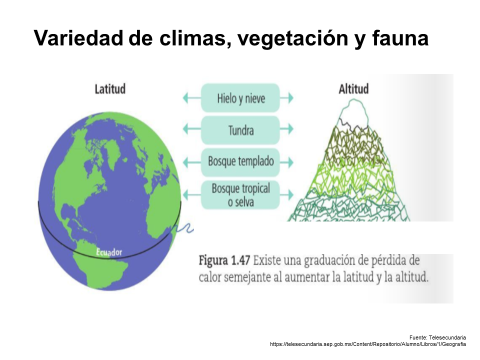 Variedad de climas, vegetación y fauna
Latitud
Altitud
Hielo y nieve
Tundra
Bosque templado
Bosque tropical
o selva
Ecuador
Figura 1.47 Existe una graduación de pérdida de
calor semejante al aumentar la latitud y la altitud.
Fuente: Telesecundaria
https://telesecundaria.sep.gob.mx/Content/Repositorio/Alumno/Libros/1/Geografia